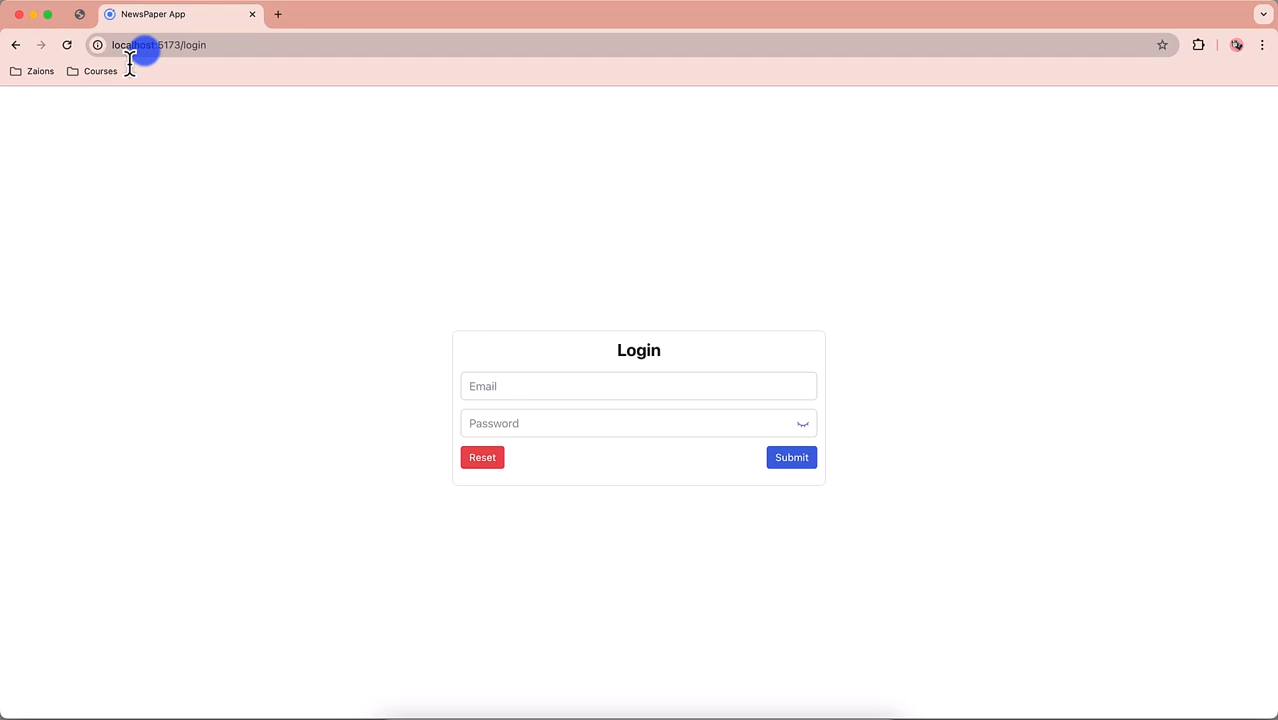 NewsPaper App
localhost:5173/login
Zaions
Courses
Login
Email
Password
Reset
Submit